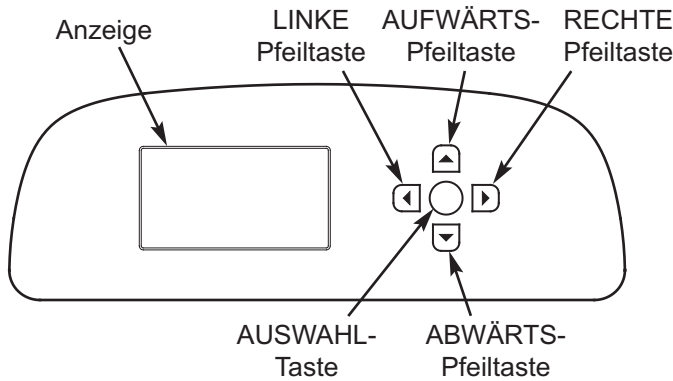 Anzeige
LINKE
Pfeiltaste
AUFWÄRTS-
Pfeiltaste
RECHTE
Pfeiltaste
AUSWAHL-
Taste
ABWÄRTS-
Pfeiltaste